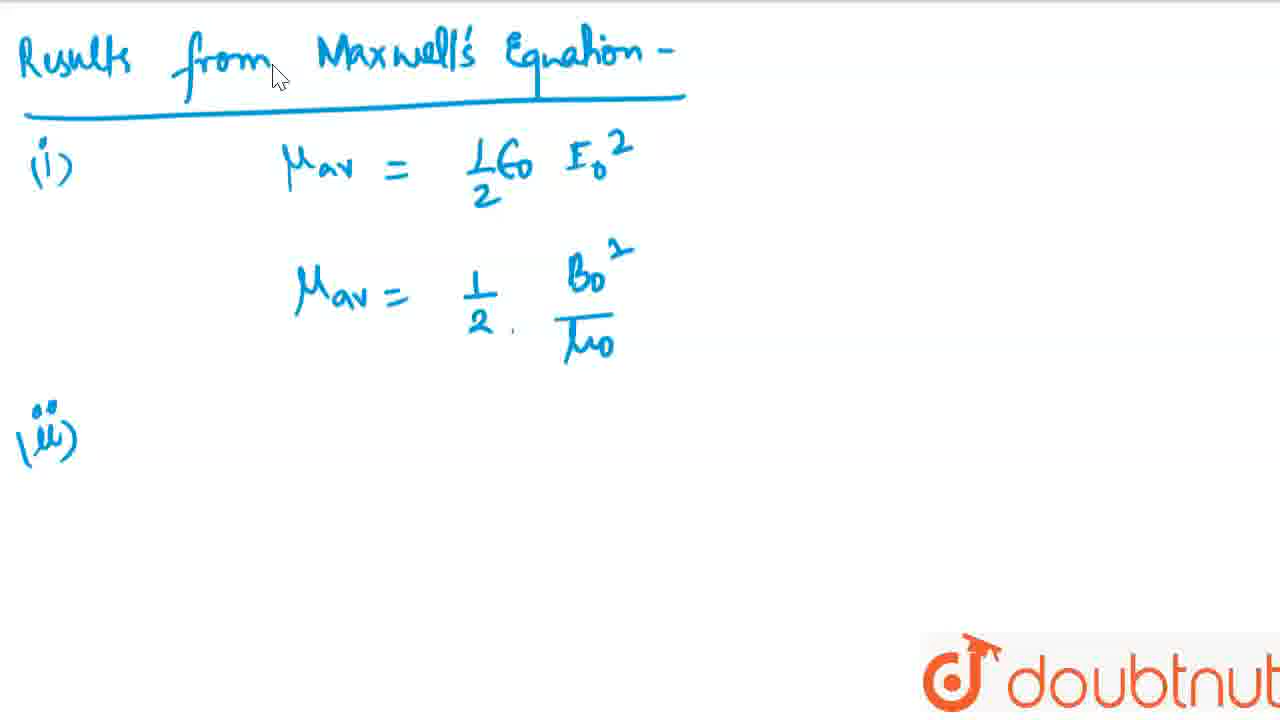 Results from Maxwell's Equation -
(i) μav = 1/2 ε0 E0²
μav = 1/2 . B0²/μ0
(ii)
doubtnut